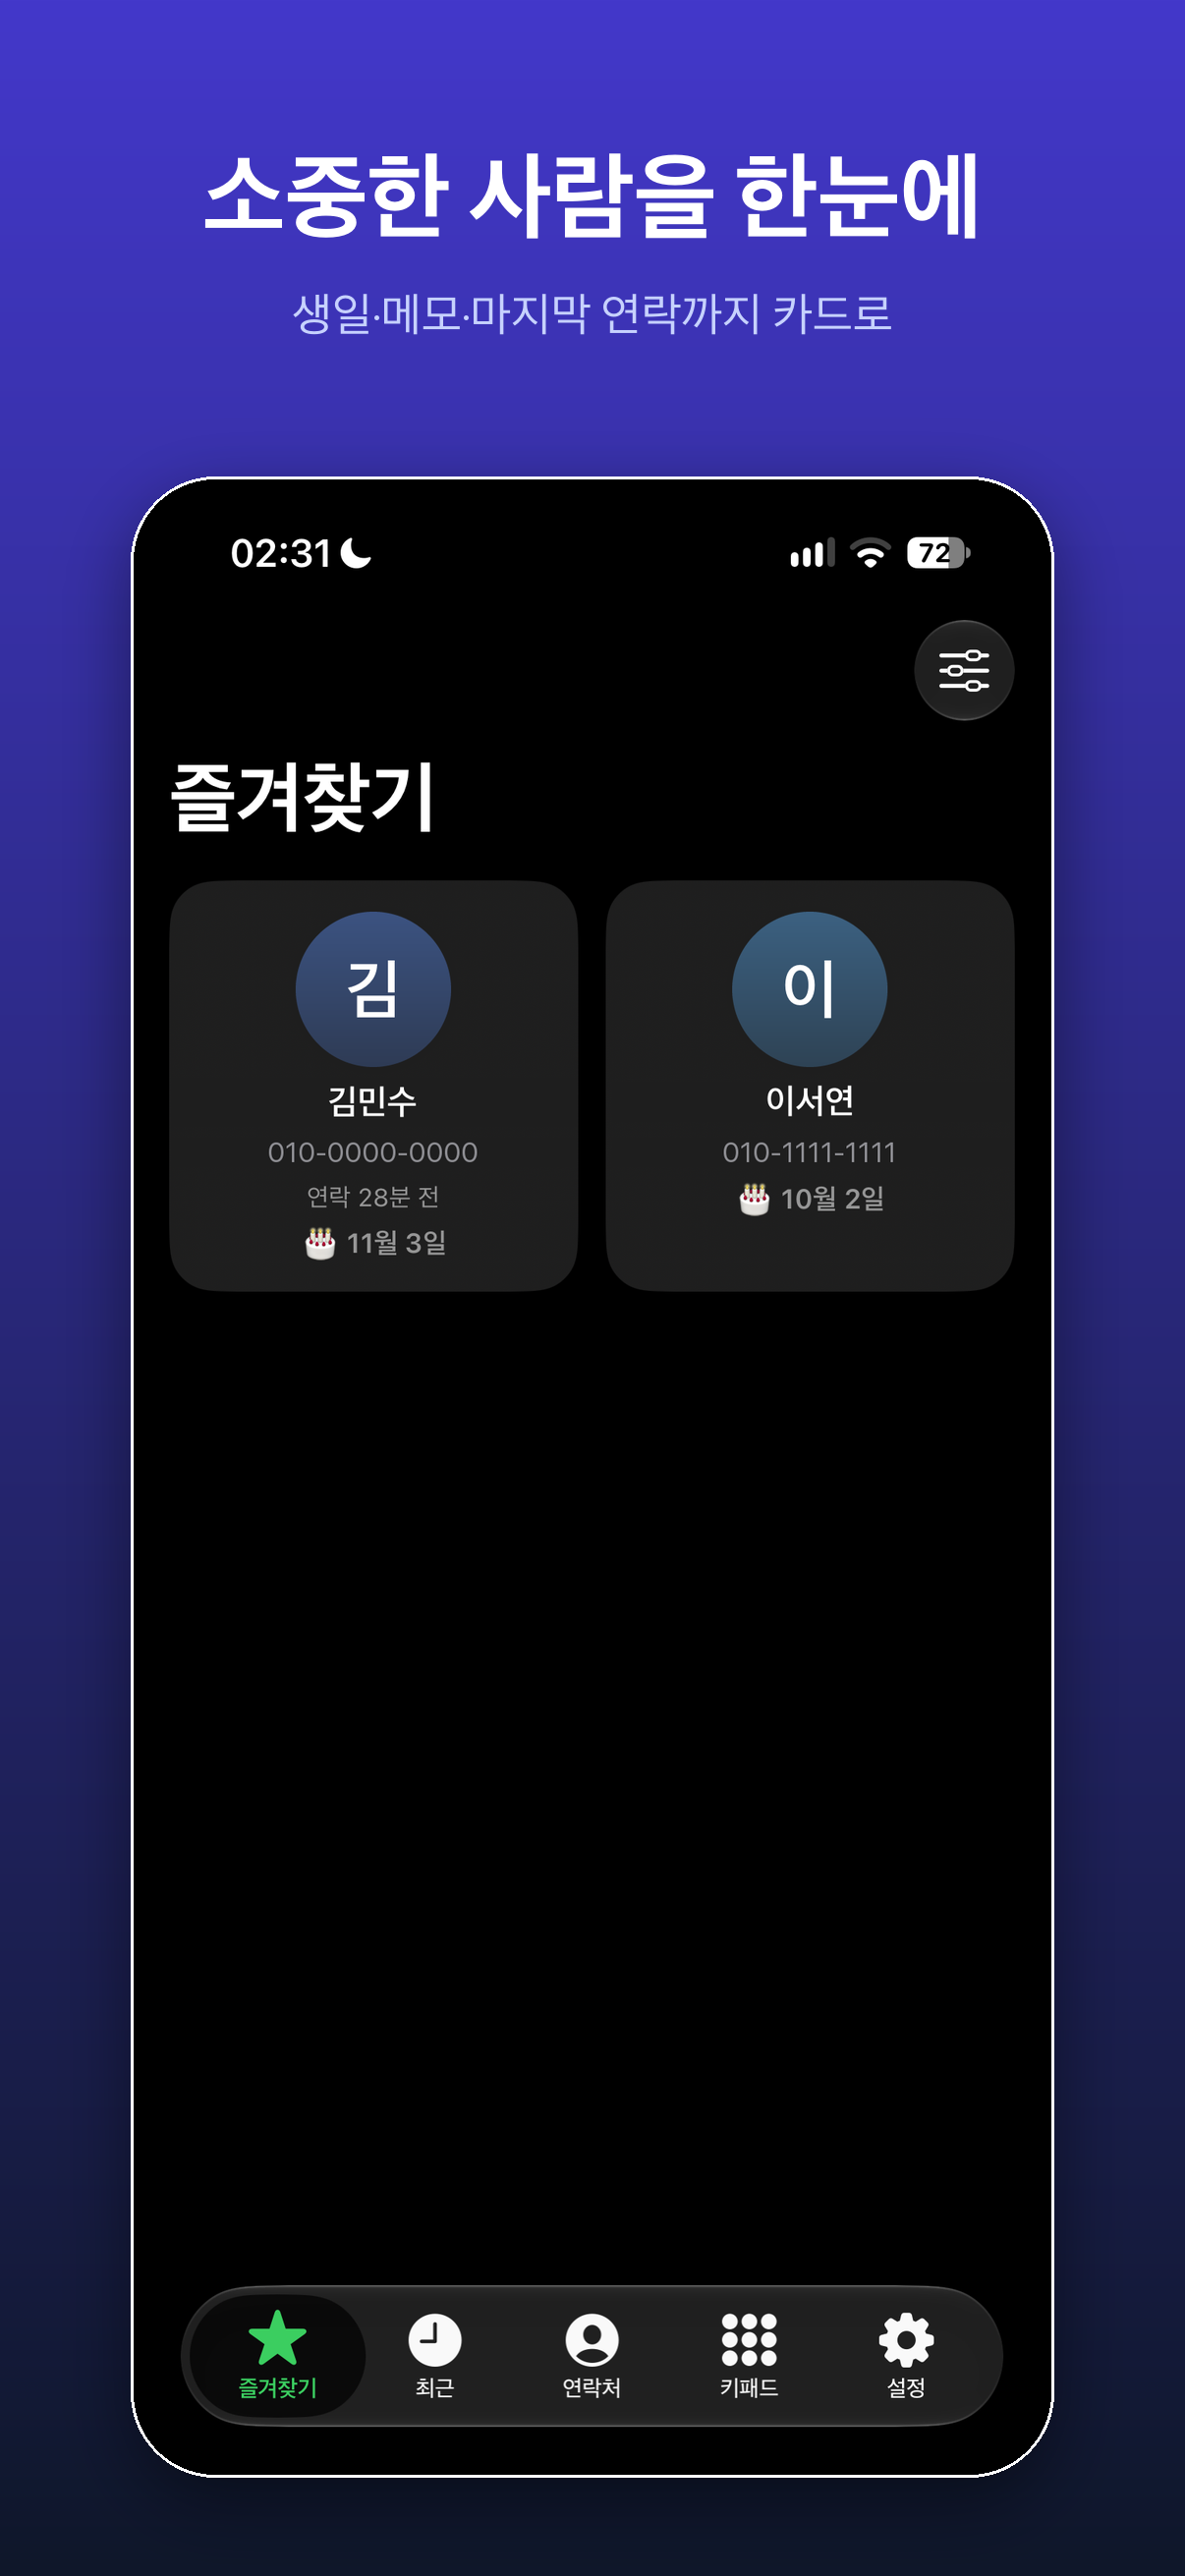 소중한 사람을 한눈에
생일·메모·마지막 연락까지 카드로
02:31
72
즐겨찾기
김
이
김민수
이서연
010-0000-0000
010-1111-1111
연락 28분 전
10월 2일
11월 3일
즐겨찾기
최근
연락처
키패드
설정